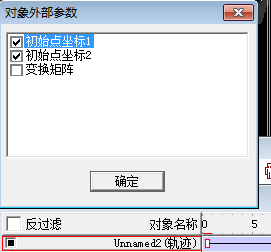 对象外部参数
初始点坐标1
初始点坐标2
变换矩阵
确定
反过滤 对象名称 0 5
Unnamed2(轨迹)